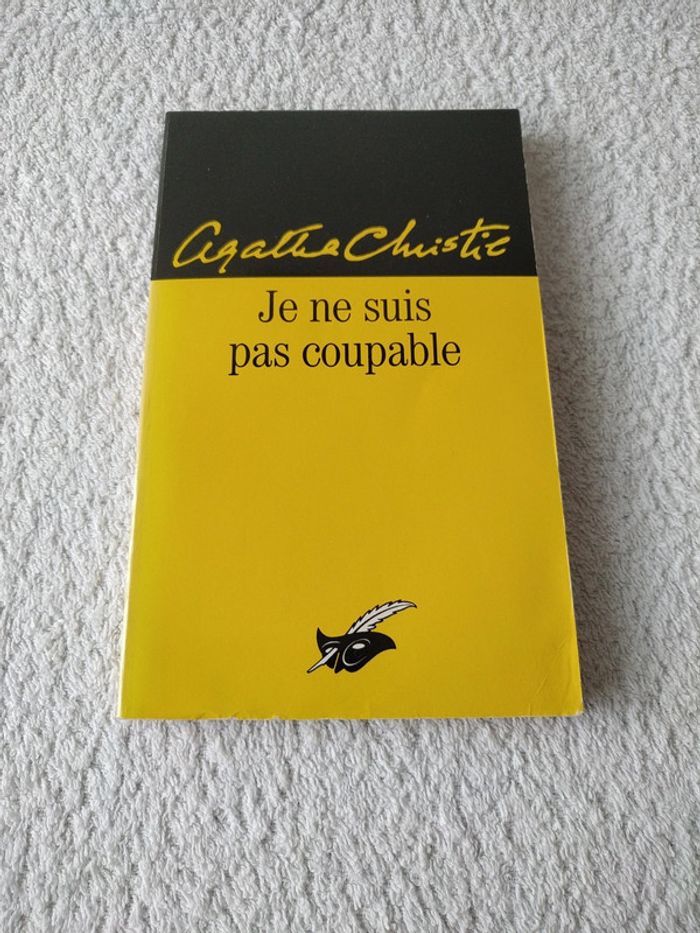 Agatha Christie
Je ne suis
pas coupable